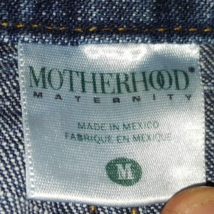 MOTHERHOOD®
MATERNITY
MADE IN MEXICO
FABRIQUE EN MEXIQUE
M